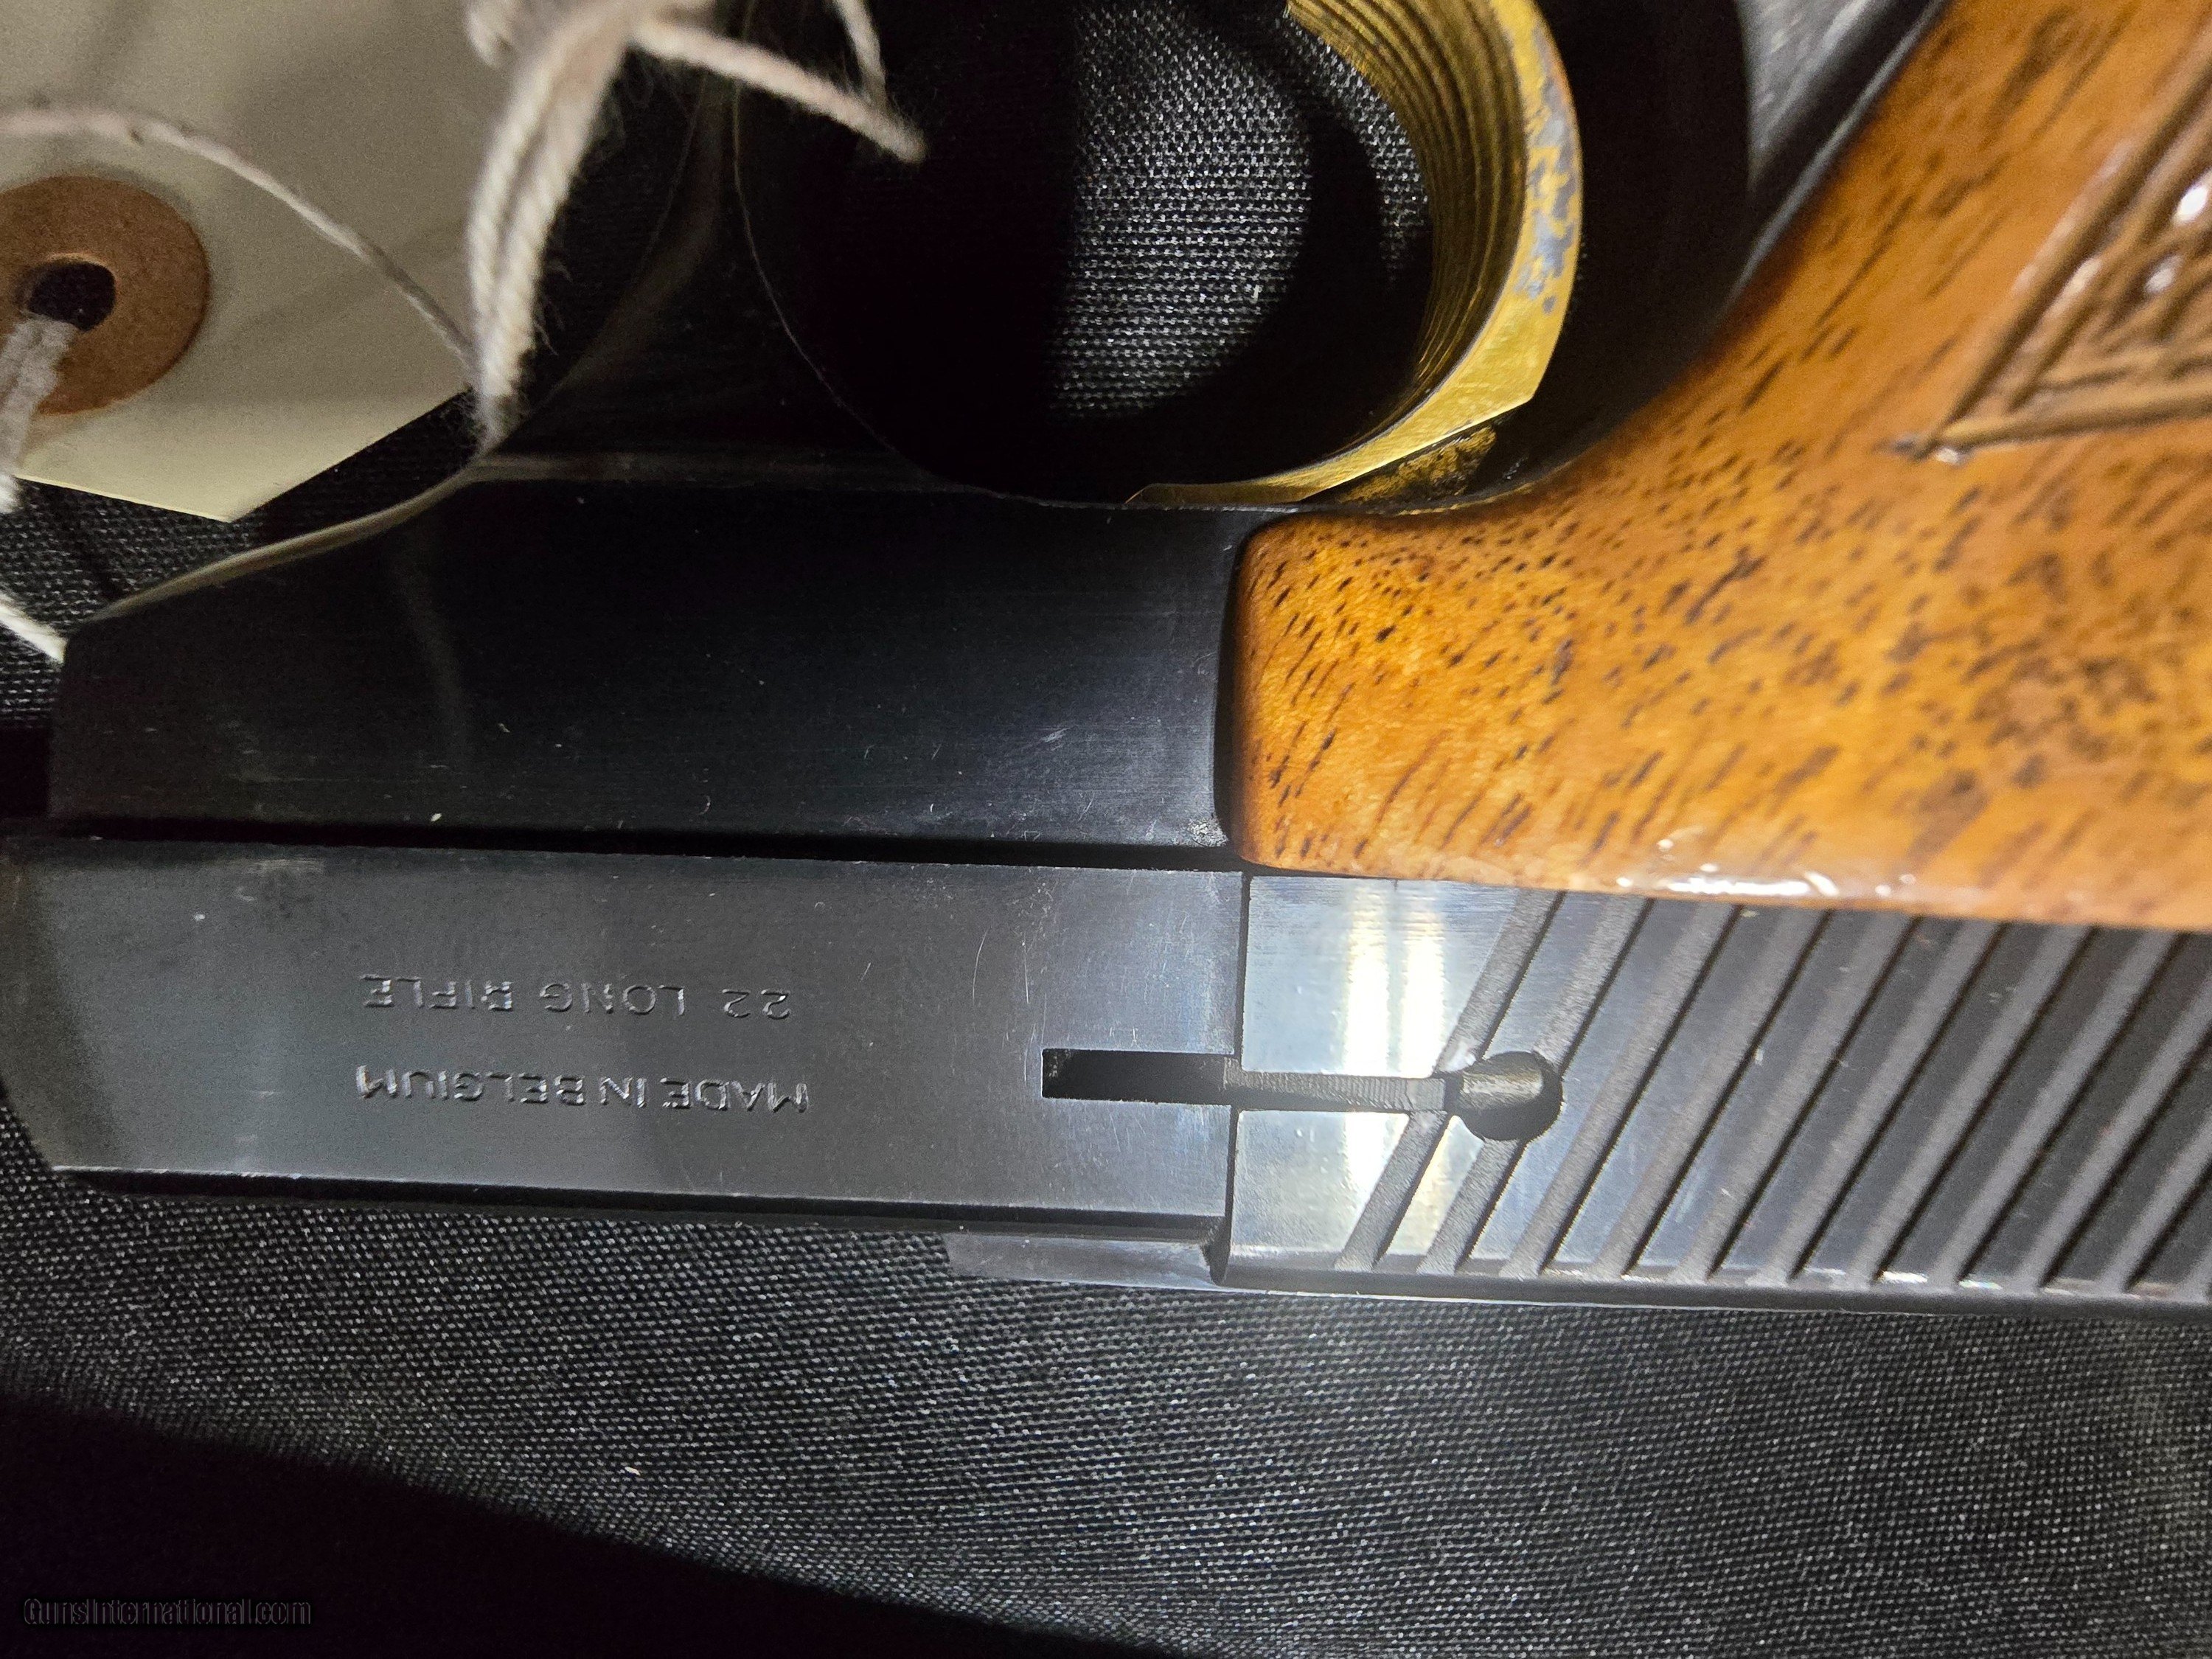 MADE IN BELGIUM
22 LONG RIFLE
GunsInternational.com